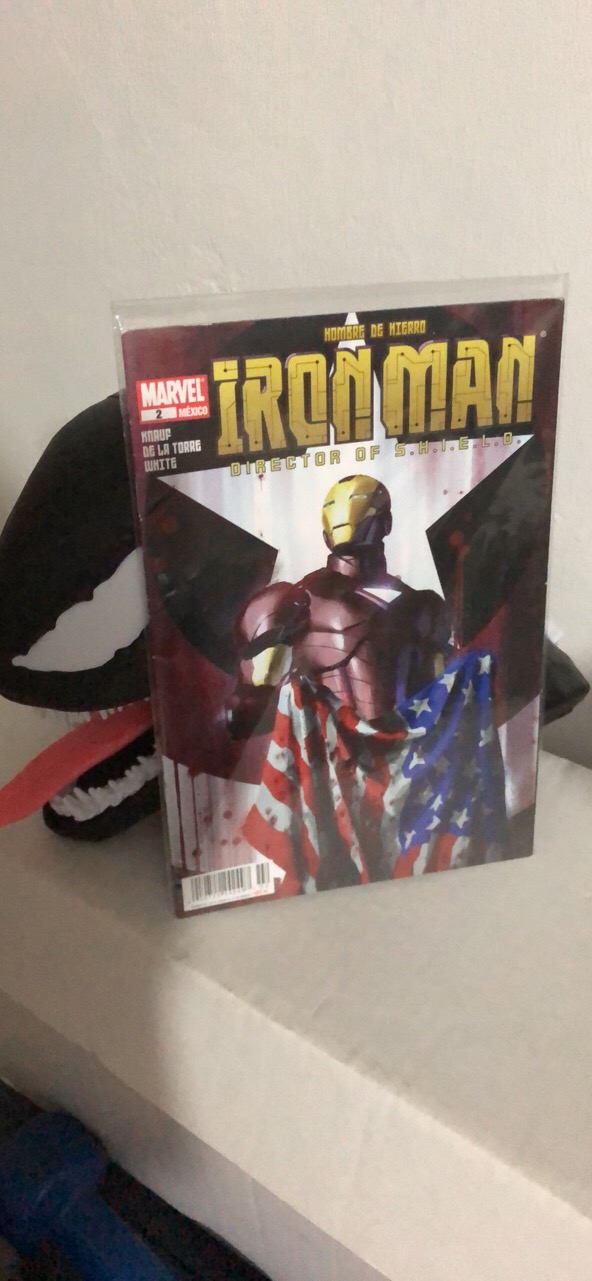 HOMBRE DE HIERRO
IRON MAN
DIRECTOR OF S.H.I.E.L.D.
MARVEL
2 MÉXICO
KNAUF
DE LA TORRE
WHITE